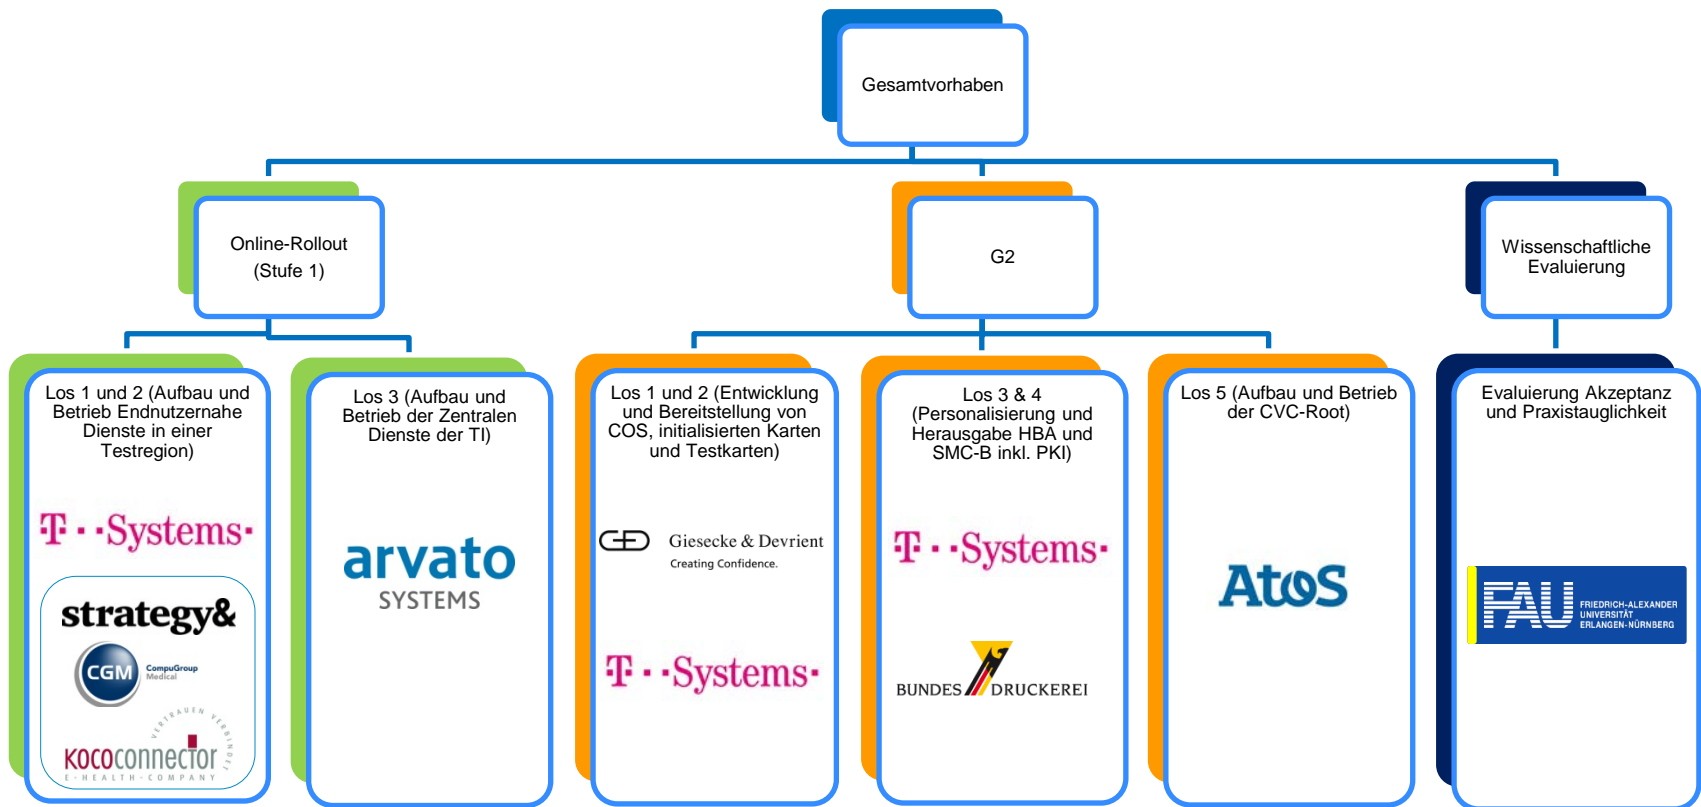 Gesamtvorhaben
Online-Rollout
(Stufe 1)
G2
Wissenschaftliche
Evaluierung
Los 1 und 2 (Aufbau und
Betrieb Endnutzernahe
Dienste in einer
Testregion)
T··Systems·
strategy&
CGM
CompuGroup
Medical
VERTRAUEN VERBINDET
KOCOCONNECTOR
E-HEALTH-COMPANY
Los 3 (Aufbau und
Betrieb der Zentralen
Dienste der TI)
arvato
SYSTEMS
Los 1 und 2 (Entwicklung
und Bereitstellung von
COS, initialisierten Karten
und Testkarten)
Giesecke & Devrient
Creating Confidence.
T··Systems·
Los 3 & 4
(Personalisierung und
Herausgabe HBA und
SMC-B inkl. PKI)
T··Systems·
BUNDESDRUCKEREI
Los 5 (Aufbau und Betrieb
der CVC-Root)
Atos
Evaluierung Akzeptanz
und Praxistauglichkeit
FAU
FRIEDRICH-ALEXANDER
UNIVERSITÄT
ERLANGEN-NÜRNBERG